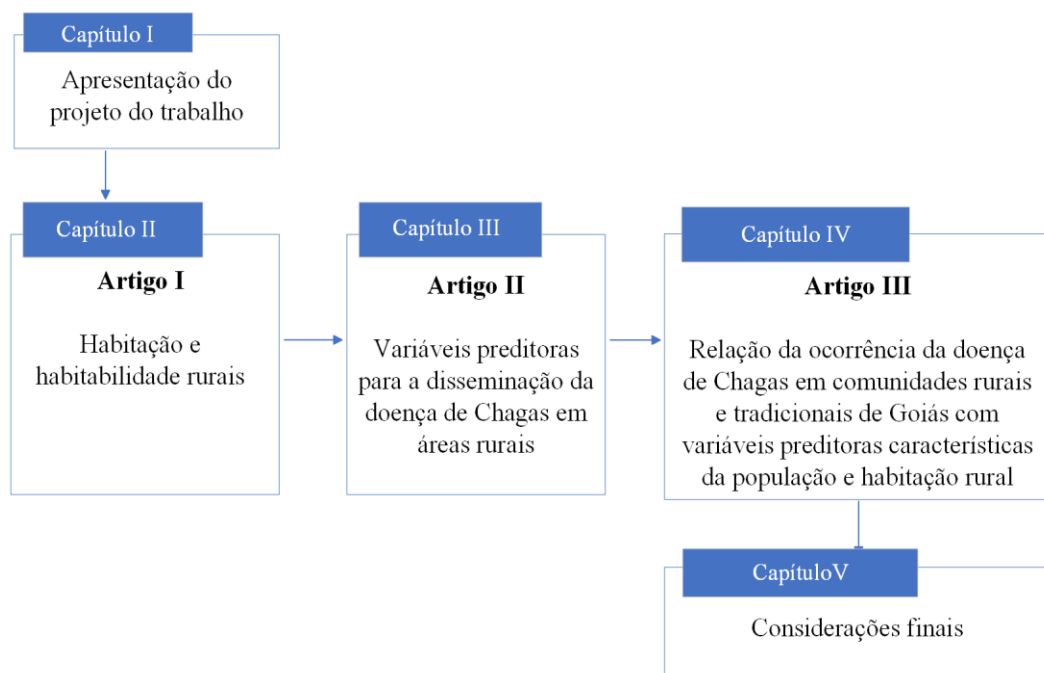 Capítulo I
Apresentação do
projeto do trabalho
Capítulo II
Artigo I
Habitação e
habitabilidade rurais
Capítulo III
Artigo II
Variáveis preditoras
para a disseminação da
doença de Chagas em
áreas rurais
Capítulo IV
Artigo III
Relação da ocorrência da doença
de Chagas em comunidades rurais
e tradicionais de Goiás com
variáveis preditoras características
da população e habitação rural
CapítuloV
Considerações finais